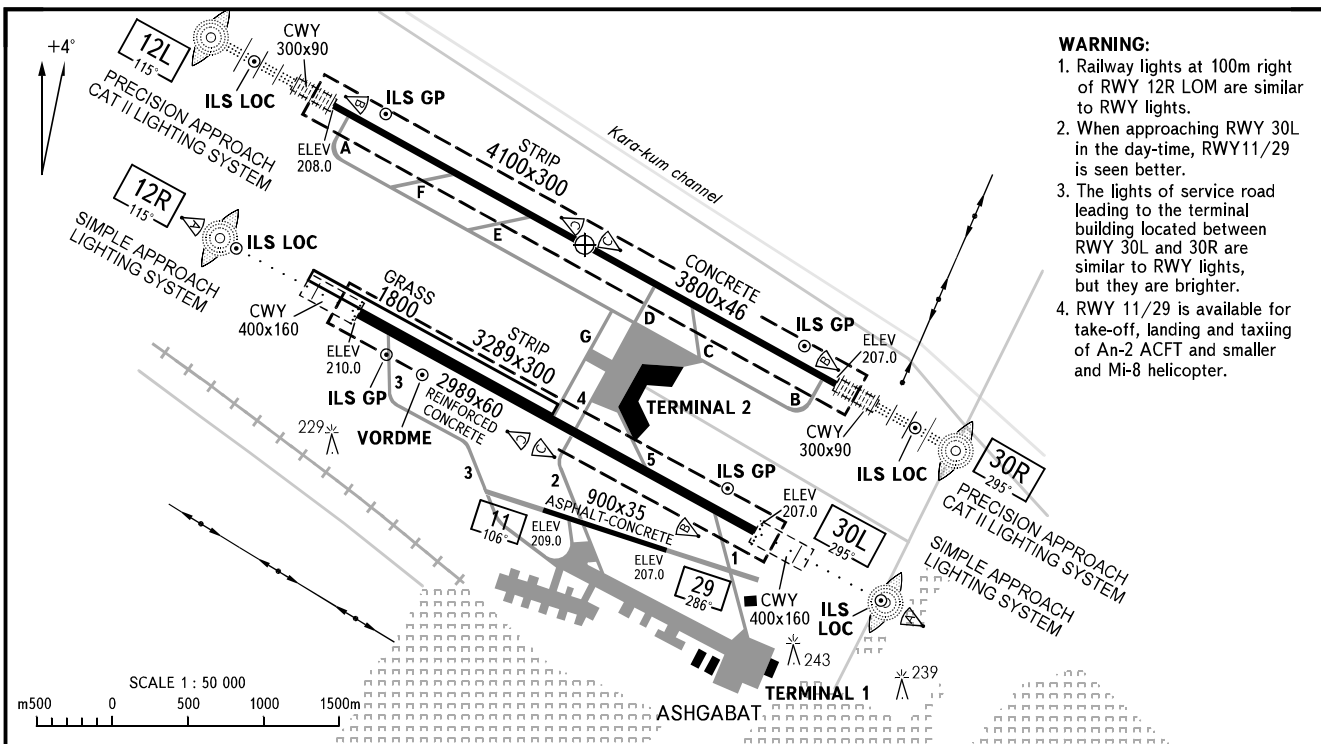 +4°
12L
115°
PRECISION APPROACH
CAT II LIGHTING SYSTEM
ILS LOC
CWY
300x90
B
ILS GP
ELEV
208.0
A
F
E
STRIP
4100x300
Kara-kum channel
C
C
CONCRETE
3800x46
D
C
B
ILS GP
B
ELEV
207.0
CWY
300x90
ILS LOC
30R
295°
PRECISION APPROACH
CAT II LIGHTING SYSTEM
12R
115°
A
SIMPLE APPROACH
LIGHTING SYSTEM
ILS LOC
CWY
400x160
GRASS
1800
STRIP
3289x300
ELEV
210.0
ILS GP
3
VORDME
2989x60
REINFORCED
CONCRETE
G
4
TERMINAL 2
C
C
5
ILS GP
ELEV
207.0
30L
295°
SIMPLE APPROACH
LIGHTING SYSTEM
229
3
2
900x35
ASPHALT-CONCRETE
B
11
106°
ELEV
209.0
ELEV
207.0
1
29
286°
CWY
400x160
ILS
LOC
A
243
239
TERMINAL 1
ASHGABAT
SCALE 1 : 50 000
m500 0 500 1000 1500m
WARNING:
1. Railway lights at 100m right
of RWY 12R LOM are similar
to RWY lights.
2. When approaching RWY 30L
in the day-time, RWY11/29
is seen better.
3. The lights of service road
leading to the terminal
building located between
RWY 30L and 30R are
similar to RWY lights,
but they are brighter.
4. RWY 11/29 is available for
take-off, landing and taxiing
of An-2 ACFT and smaller
and Mi-8 helicopter.